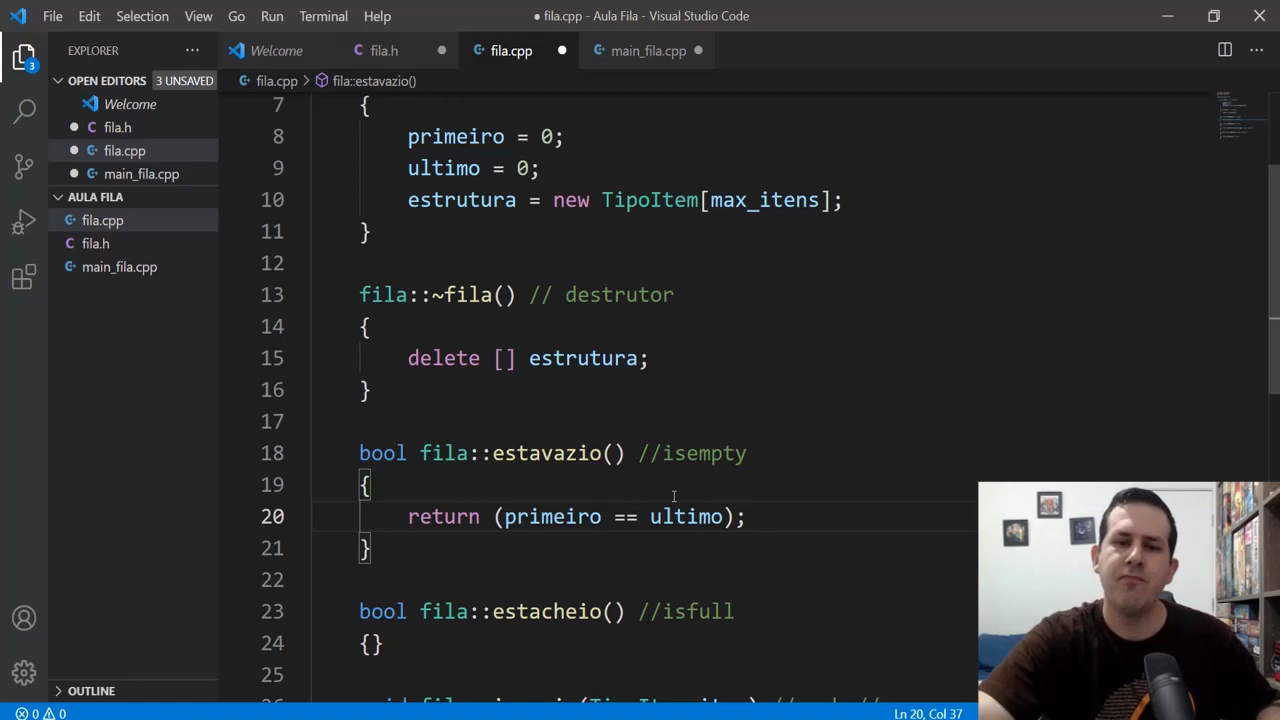 File Edit Selection View Go Run Terminal Help
● fila.cpp - Aula Fila - Visual Studio Code
EXPLORER
Welcome
fila.h
fila.cpp
main_fila.cpp
OPEN EDITORS 3 UNSAVED
fila.cpp > fila::estavazio()
3
Welcome
fila.h
fila.cpp
main_fila.cpp
AULA FILA
fila.cpp
fila.h
main_fila.cpp
OUTLINE
7 {
8 primeiro = 0;
9 ultimo = 0;
10 estrutura = new TipoItem[max_itens];
11 }
12
13 fila::~fila() // destrutor
14 {
15 delete [] estrutura;
16 }
17
18 bool fila::estavazio() //isempty
19 {
20 return (primeiro == ultimo);
21 }
22
23 bool fila::estacheio() //isfull
24 {}
25
0 0
Ln 20, Col 37